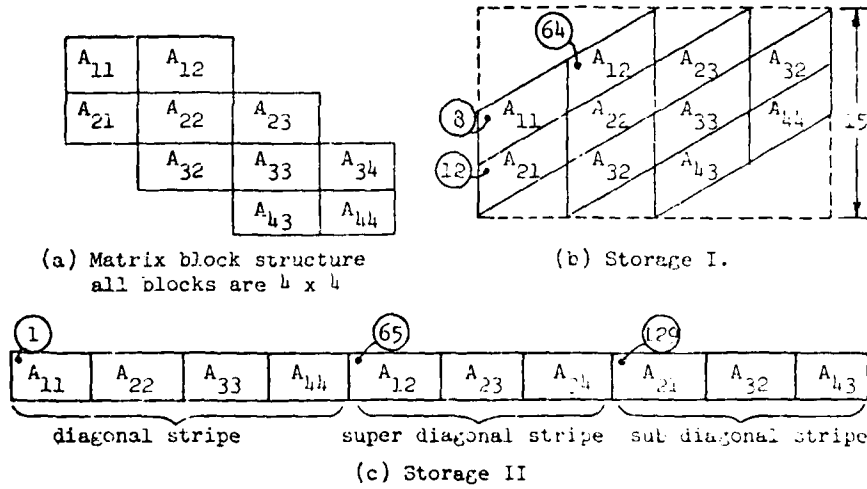 A11 A12
A21 A22 A23
A32 A33 A34
A43 A44
(a) Matrix block structure
all blocks are 4 x 4
64
A12 A23 A32
8 A11 A22 A33 A44 15
12 A21 A32 A43
(b) Storage I.
1 65 129
A11 A22 A33 A44 A12 A23 A34 A21 A32 A43
diagonal stripe super diagonal stripe sub diagonal stripe
(c) Storage II